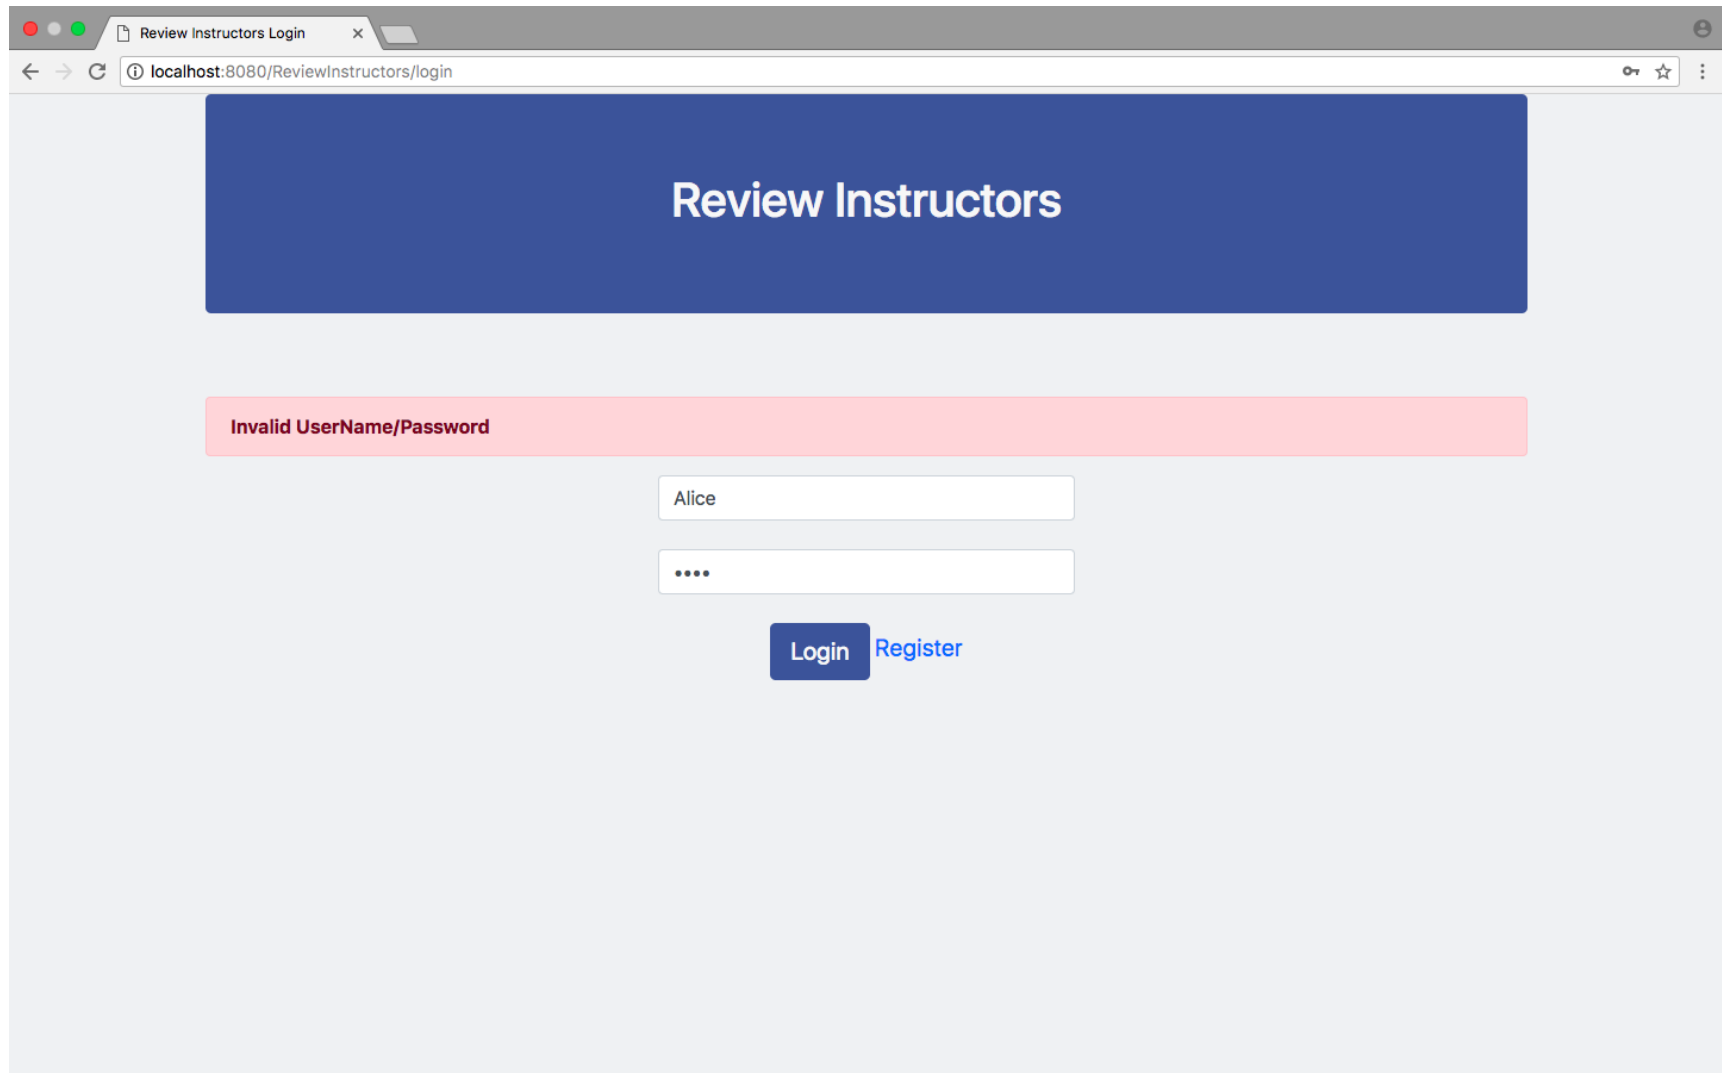 Review Instructors Login
localhost:8080/ReviewInstructors/login
Review Instructors
Invalid UserName/Password
Alice
••••
Login Register